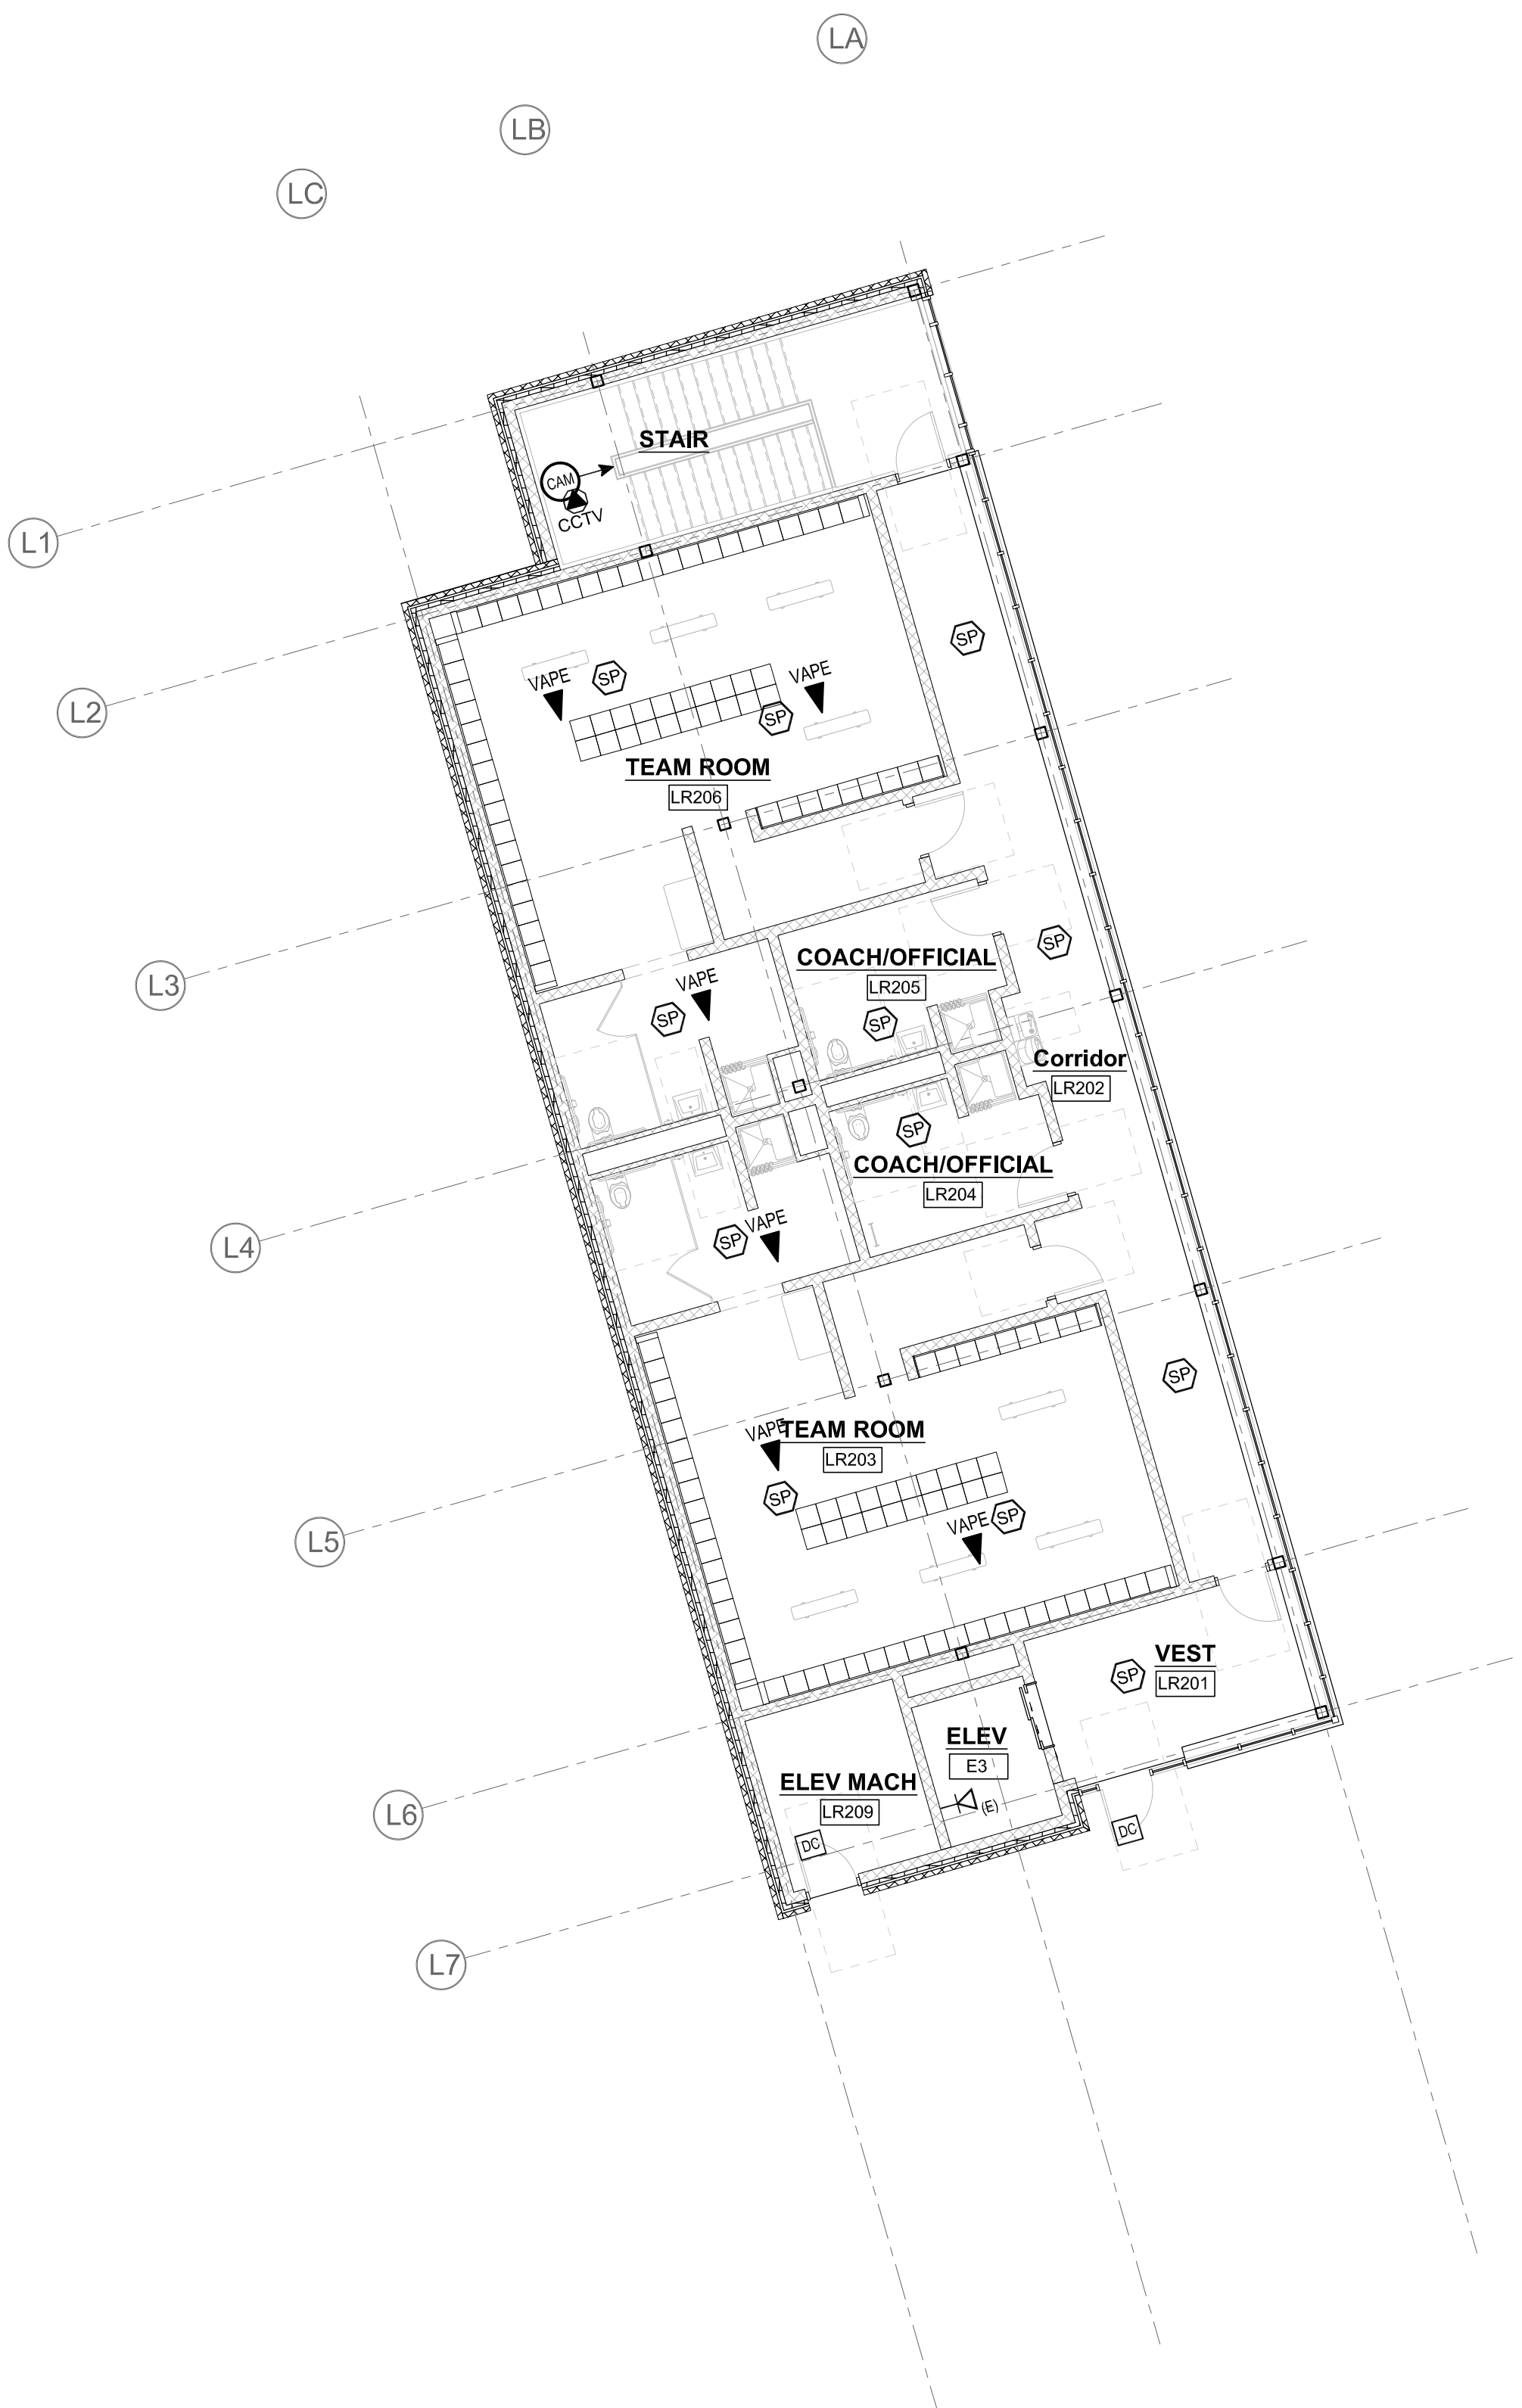 LA
LB
LC
STAIR
CAM
CCTV
L1
SP
VAPE
SP
VAPE
SP
L2
TEAM ROOM
LR206
SP
COACH/OFFICIAL
LR205
VAPE
L3
SP
SP
Corridor
LR202
SP
COACH/OFFICIAL
LR204
VAPE
SP
L4
SP
VAPE
TEAM ROOM
LR203
SP
VAPE
SP
L5
VEST
LR201
SP
ELEV
E3
ELEV MACH
LR209
(E)
L6
DC
DC
L7